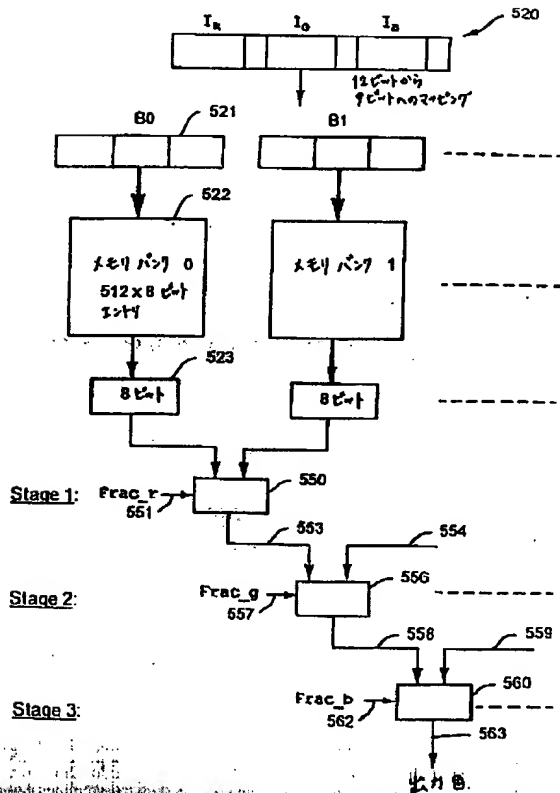 520
I_R I_G I_B
12ビットから
9ビットへのマッピング
B0 521 B1
522
メモリ バンク 0
512×8 ビット
エントリ
メモリ バンク 1
523
8ビット 8ビット
Stage 1: Frac_r 551 550
553 554
Stage 2: Frac_g 557 556
558 559
Stage 3: Frac_b 562 560
563
出力色.